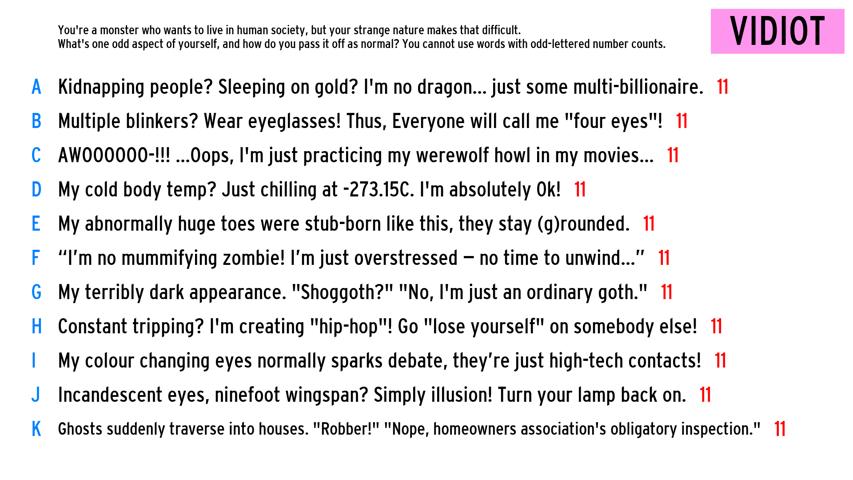 You're a monster who wants to live in human society, but your strange nature makes that difficult.
What's one odd aspect of yourself, and how do you pass it off as normal? You cannot use words with odd-lettered number counts.
VIDIOT
A Kidnapping people? Sleeping on gold? I'm no dragon... just some multi-billionaire. 11
B Multiple blinkers? Wear eyeglasses! Thus, Everyone will call me "four eyes"! 11
C AWOOOOOO-!!! ...Oops, I'm just practicing my werewolf howl in my movies... 11
D My cold body temp? Just chilling at -273.15C. I'm absolutely 0k! 11
E My abnormally huge toes were stub-born like this, they stay (g)rounded. 11
F “I’m no mummifying zombie! I’m just overstressed – no time to unwind...” 11
G My terribly dark appearance. "Shoggoth?" "No, I'm just an ordinary goth." 11
H Constant tripping? I'm creating "hip-hop"! Go "lose yourself" on somebody else! 11
I My colour changing eyes normally sparks debate, they’re just high-tech contacts! 11
J Incandescent eyes, ninefoot wingspan? Simply illusion! Turn your lamp back on. 11
K Ghosts suddenly traverse into houses. "Robber!" "Nope, homeowners association's obligatory inspection." 11